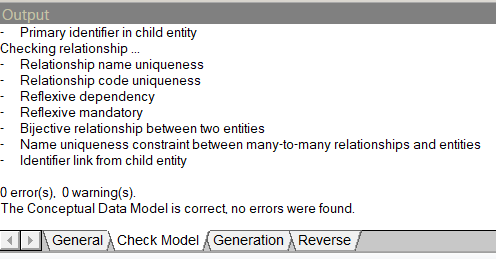 Output
- Primary identifier in child entity
Checking relationship ...
- Relationship name uniqueness
- Relationship code uniqueness
- Reflexive dependency
- Reflexive mandatory
- Bijective relationship between two entities
- Name uniqueness constraint between many-to-many relationships and entities
- Identifier link from child entity
0 error(s), 0 warning(s).
The Conceptual Data Model is correct, no errors were found.
General Check Model Generation Reverse